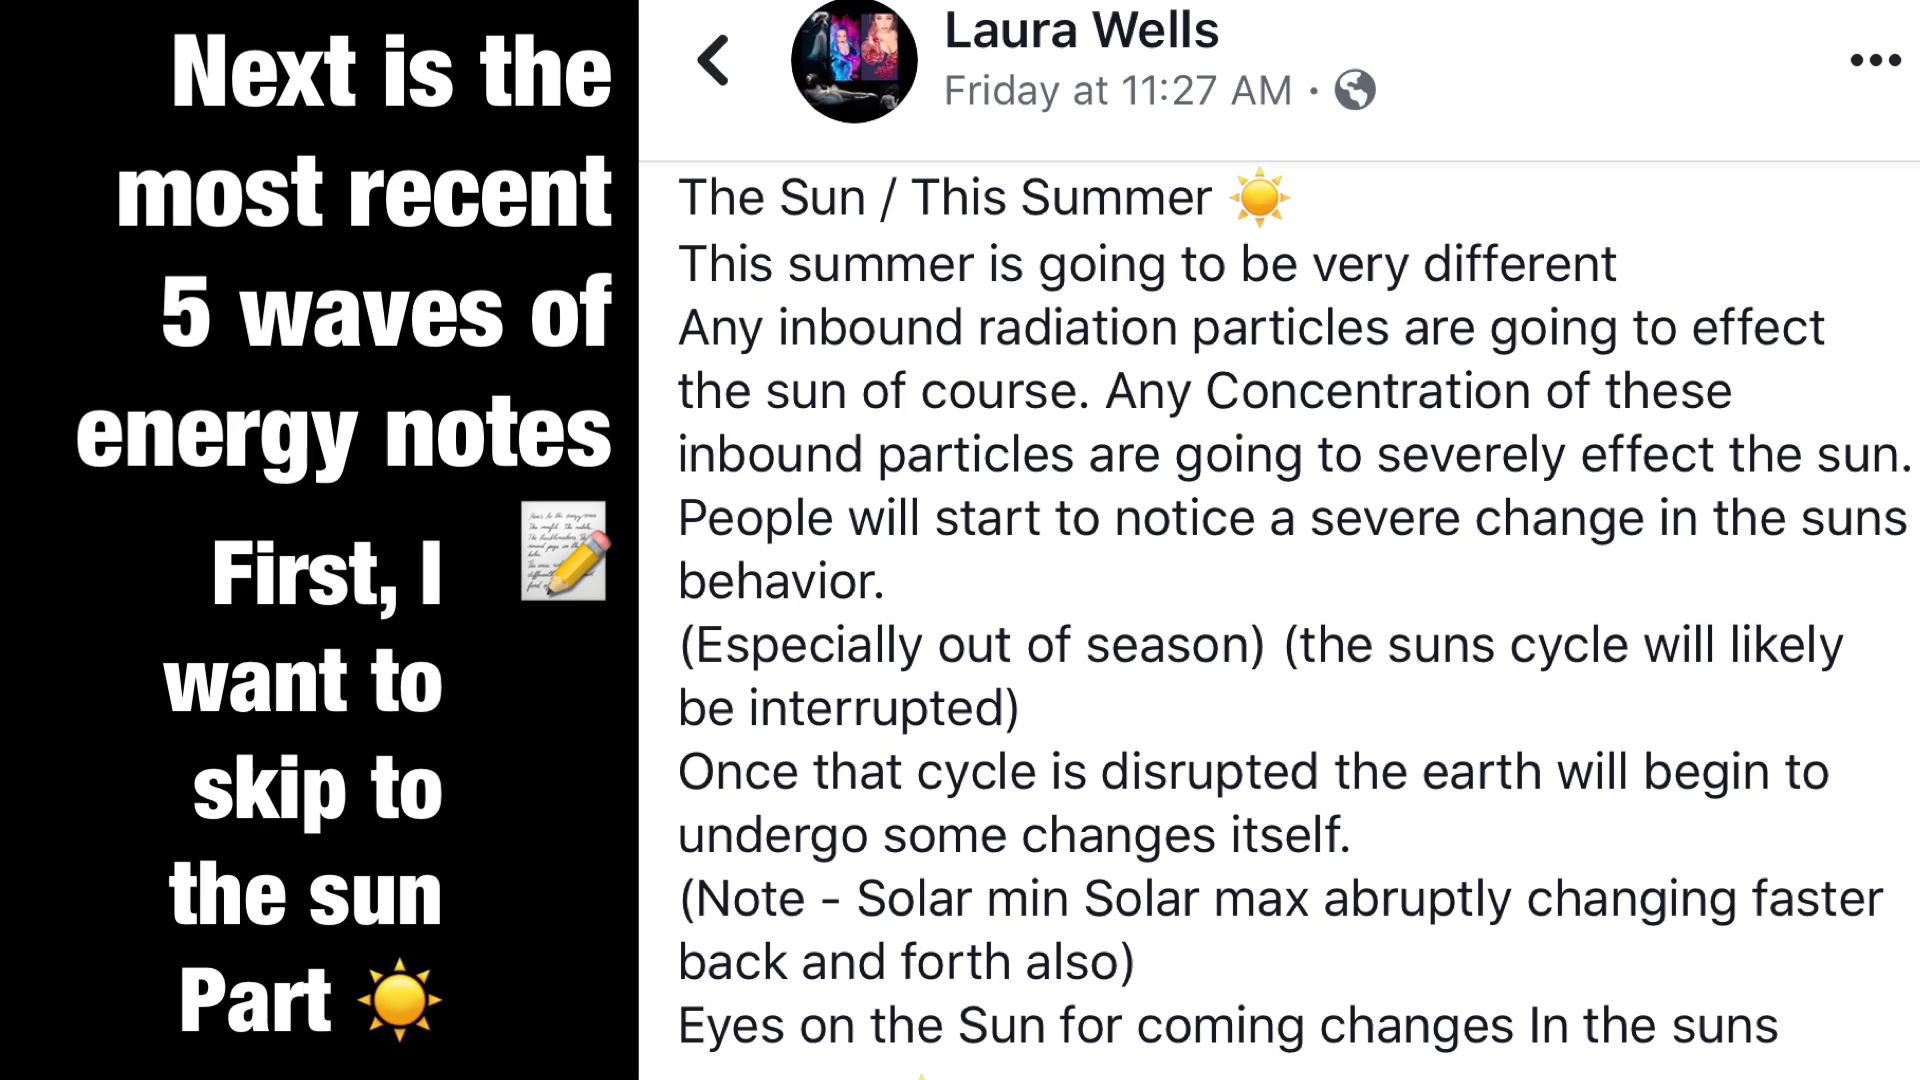 Next is the
most recent
5 waves of
energy notes
First, I
want to
skip to
the sun
Part ☀️
Laura Wells
Friday at 11:27 AM ·
The Sun / This Summer ☀️
This summer is going to be very different
Any inbound radiation particles are going to effect
the sun of course. Any Concentration of these
inbound particles are going to severely effect the sun.
People will start to notice a severe change in the suns
behavior.
(Especially out of season) (the suns cycle will likely
be interrupted)
Once that cycle is disrupted the earth will begin to
undergo some changes itself.
(Note - Solar min Solar max abruptly changing faster
back and forth also)
Eyes on the Sun for coming changes In the suns